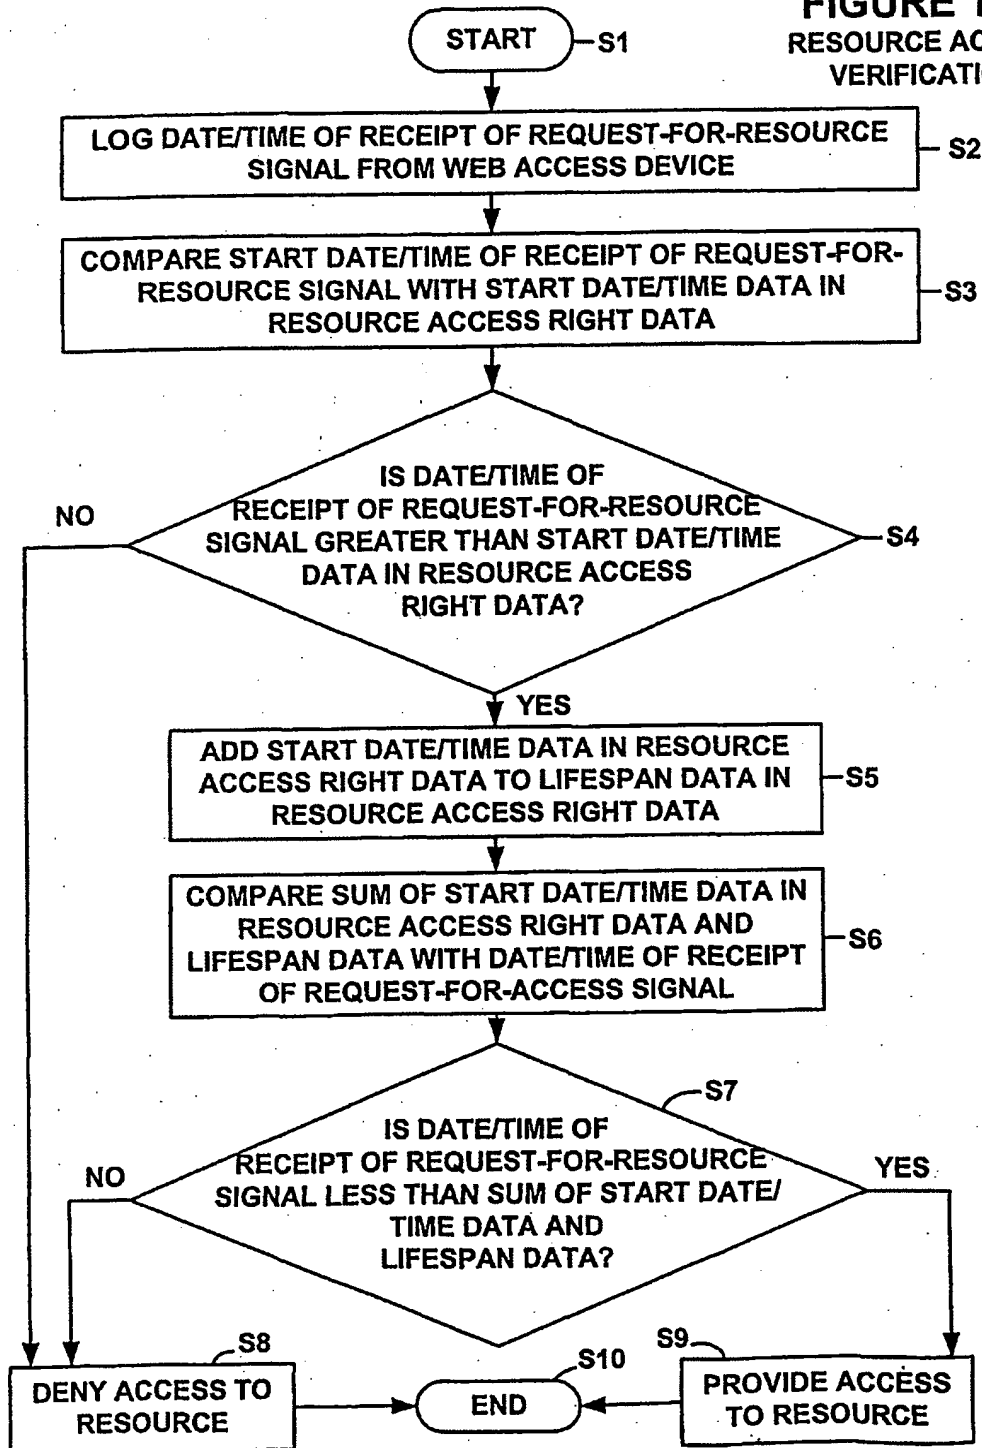 FIGURE 1
RESOURCE AC
VERIFICATI
START
S1
LOG DATE/TIME OF RECEIPT OF REQUEST-FOR-RESOURCE
SIGNAL FROM WEB ACCESS DEVICE
S2
COMPARE START DATE/TIME OF RECEIPT OF REQUEST-FOR-
RESOURCE SIGNAL WITH START DATE/TIME DATA IN
RESOURCE ACCESS RIGHT DATA
S3
IS DATE/TIME OF
RECEIPT OF REQUEST-FOR-RESOURCE
SIGNAL GREATER THAN START DATE/TIME
DATA IN RESOURCE ACCESS
RIGHT DATA?
NO
S4
YES
ADD START DATE/TIME DATA IN RESOURCE
ACCESS RIGHT DATA TO LIFESPAN DATA IN
RESOURCE ACCESS RIGHT DATA
S5
COMPARE SUM OF START DATE/TIME DATA IN
RESOURCE ACCESS RIGHT DATA AND
LIFESPAN DATA WITH DATE/TIME OF RECEIPT
OF REQUEST-FOR-ACCESS SIGNAL
S6
S7
IS DATE/TIME OF
RECEIPT OF REQUEST-FOR-RESOURCE
SIGNAL LESS THAN SUM OF START DATE/
TIME DATA AND
LIFESPAN DATA?
NO
YES
S8
DENY ACCESS TO
RESOURCE
S10
END
S9
PROVIDE ACCESS
TO RESOURCE